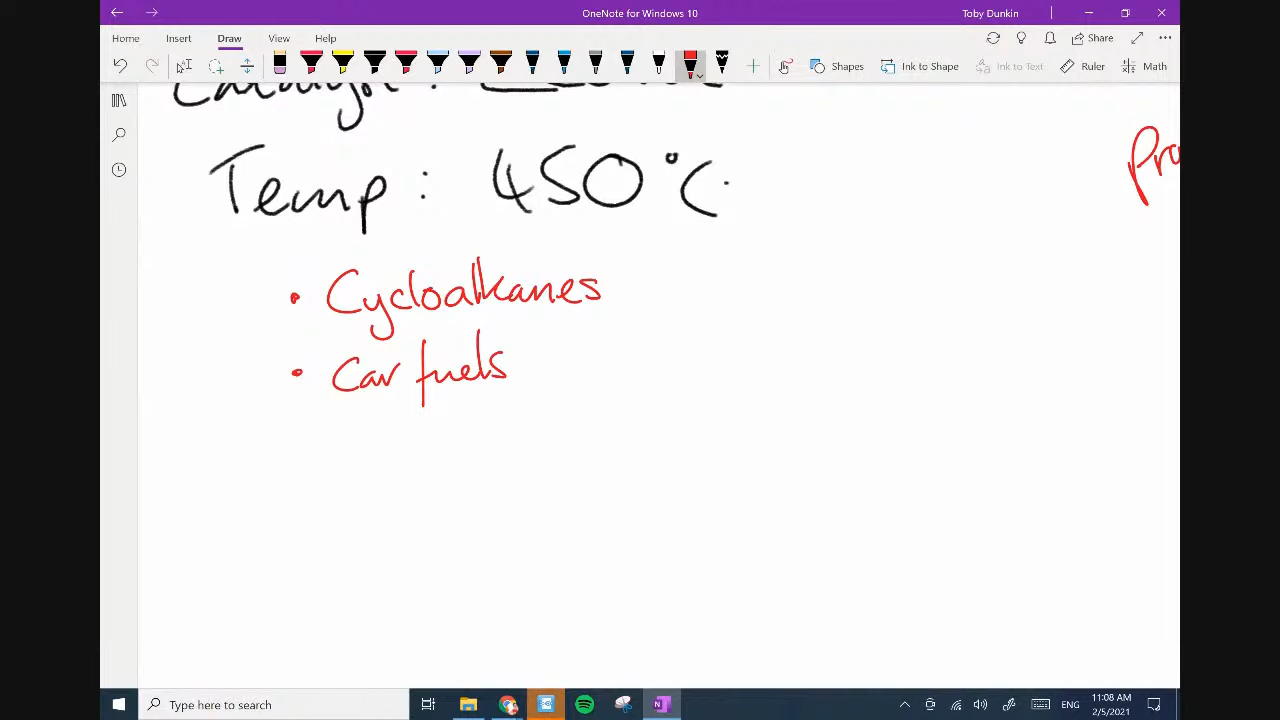 OneNote for Windows 10
Toby Dunkin
Home Insert Draw View Help
Share
Shapes
Ink to Shape
Ink to Text
Ruler
Math
Catalyst :
Temp : 450°C
• Cycloalkanes
• Car fuels
Type here to search
ENG
11:08 AM
2/5/2021